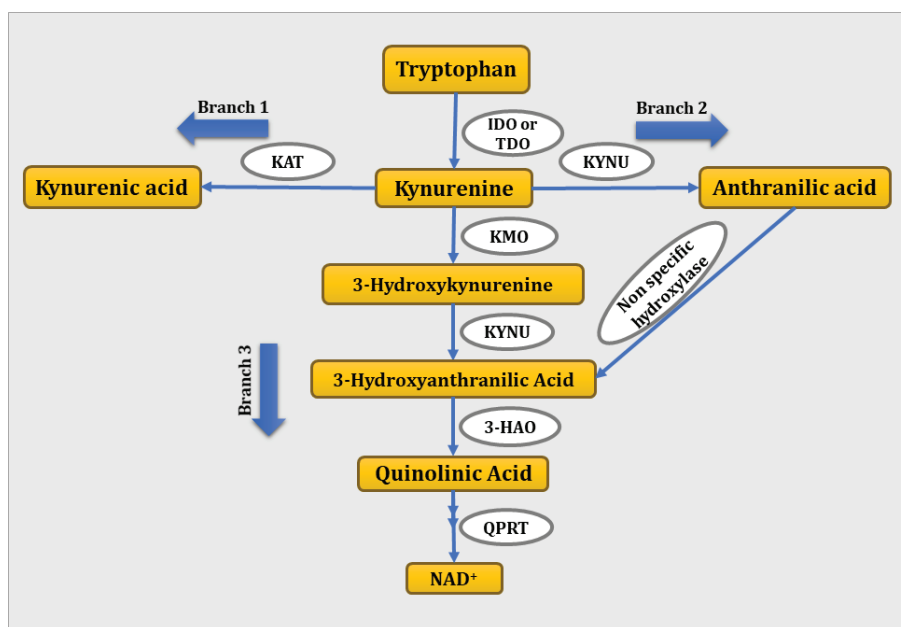 Tryptophan
Branch 1
Branch 2
IDO or
TDO
KAT
KYNU
Kynurenic acid
Kynurenine
Anthranilic acid
KMO
Non specific
hydroxylase
3-Hydroxykynurenine
KYNU
Branch 3
3-Hydroxyanthranilic Acid
3-HAO
Quinolinic Acid
QPRT
NAD⁺